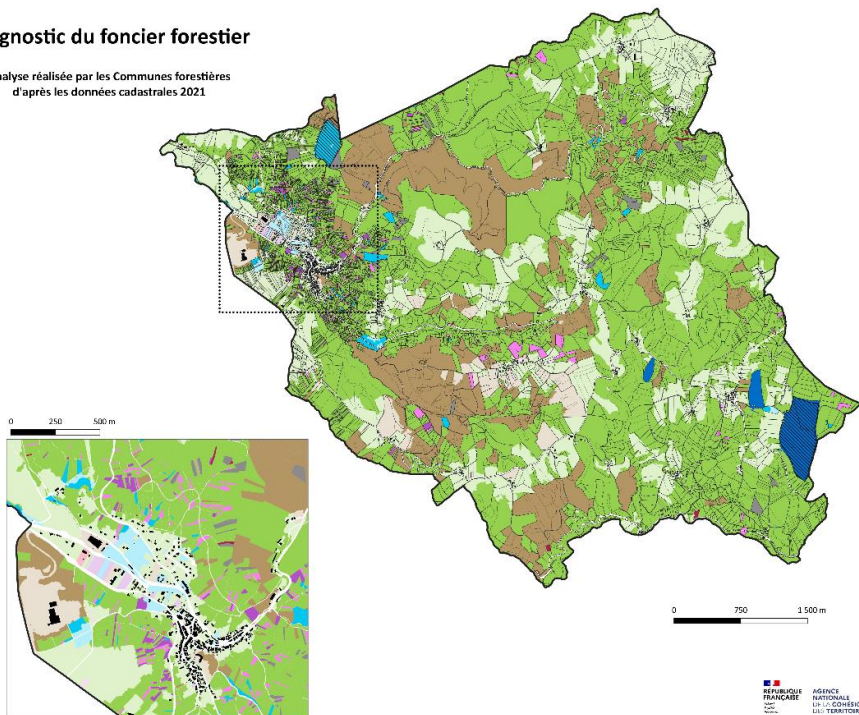 gnostic du foncier forestier
nalyse réalisée par les Communes forestières
d'après les données cadastrales 2021
0 250 500 m
0 750 1 500 m
RÉPUBLIQUE
FRANÇAISE
AGENCE
NATIONALE
DE LA COHÉSIO
DES TERRITOIR